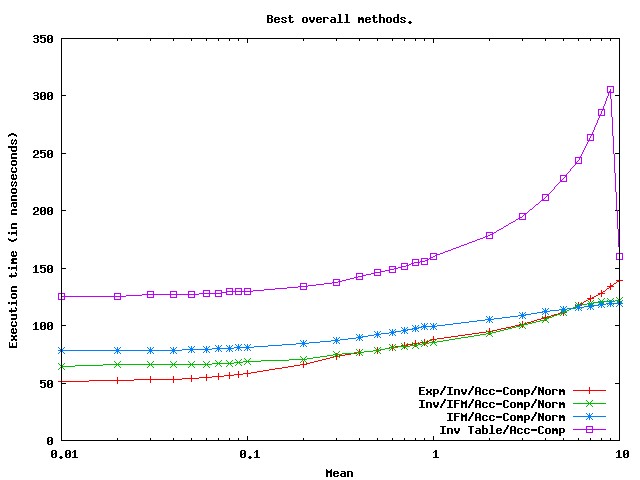 Best overall methods.
350
300
250
200
150
100
50
0
Execution time (in nanoseconds)
Exp/Inv/Acc-Comp/Norm
Inv/IFM/Acc-Comp/Norm
IFM/Acc-Comp/Norm
Inv Table/Acc-Comp
0.01
0.1
1
10
Mean